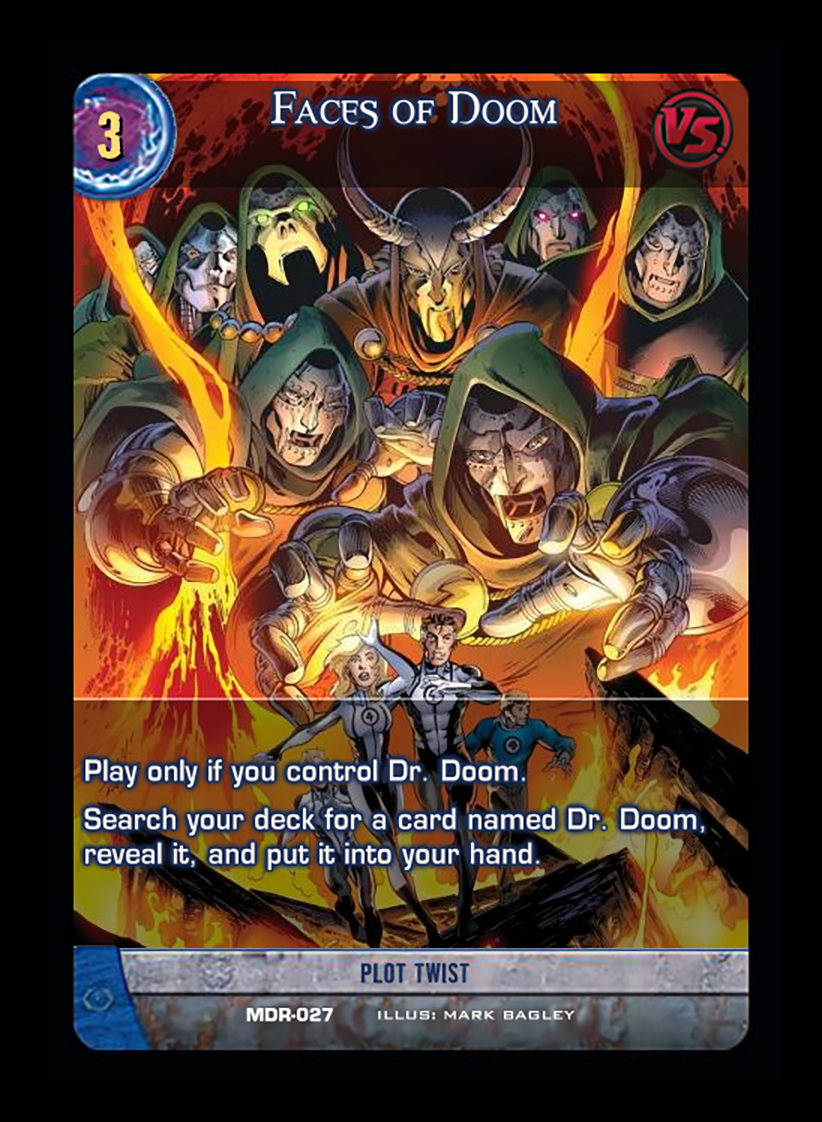 3
Faces of Doom
VS.
Play only if you control Dr. Doom.
Search your deck for a card named Dr. Doom,
reveal it, and put it into your hand.
PLOT TWIST
MDR-027 ILLUS: MARK BAGLEY